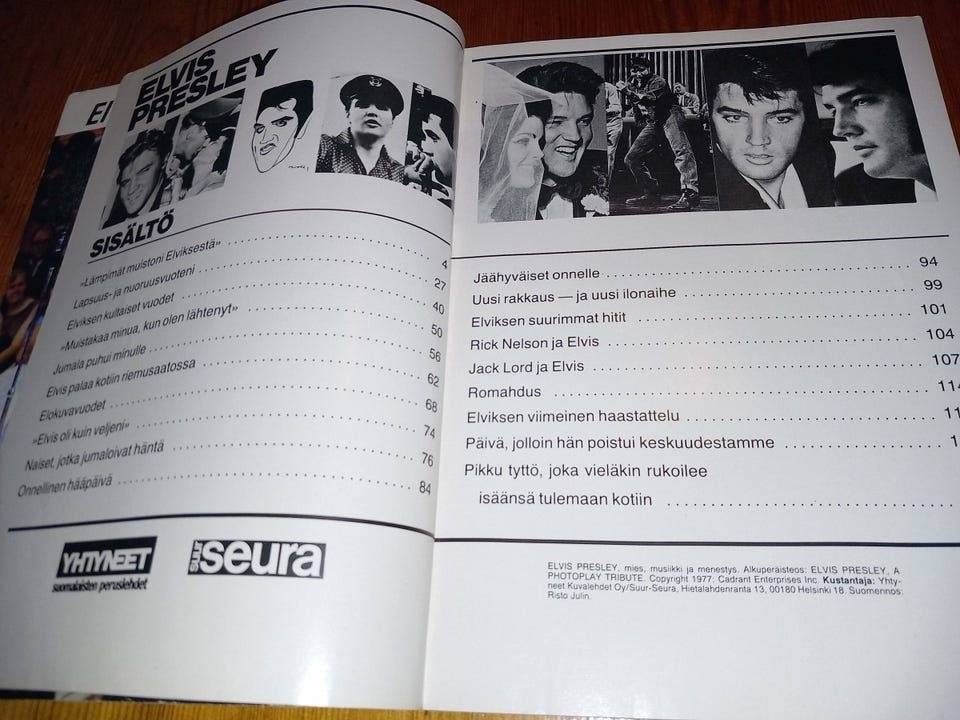 El
ELVIS
PRESLEY
SISÄLTÖ
»Lämpimät muistoni Elviksestä» 4
Lapsuus- ja nuoruusvuoteni 27
Elviksen kultaiset vuodet 40
»Muistakaa minua, kun olen lähtenyt» 50
Jumala puhui minulle 56
Elvis palaa kotiin riemusaatossa 62
Elokuvavuodet 68
»Elvis oli kuin veljeni» 74
Naiset, jotka jumaloivat häntä 76
Onnellinen hääpäivä 84
YHTYNEET
suomalaisten peruslehdet
suur seura
Jäähyväiset onnelle 94
Uusi rakkaus — ja uusi ilonaihe 99
Elviksen suurimmat hitit 101
Rick Nelson ja Elvis 104
Jack Lord ja Elvis 107
Romahdus 114
Elviksen viimeinen haastattelu 11
Päivä, jolloin hän poistui keskuudestamme 1
Pikku tyttö, joka vieläkin rukoilee
isäänsä tulemaan kotiin
ELVIS PRESLEY, mies, musiikki ja menestys. Alkuperäisteos: ELVIS PRESLEY, A
PHOTOPLAY TRIBUTE. Copyright 1977: Cadrant Enterprises Inc. Kustantaja: Yhty-
neet Kuvalehdet Oy/Suur-Seura, Hietalahdenranta 13, 00180 Helsinki 18. Suomennos:
Risto Julin.